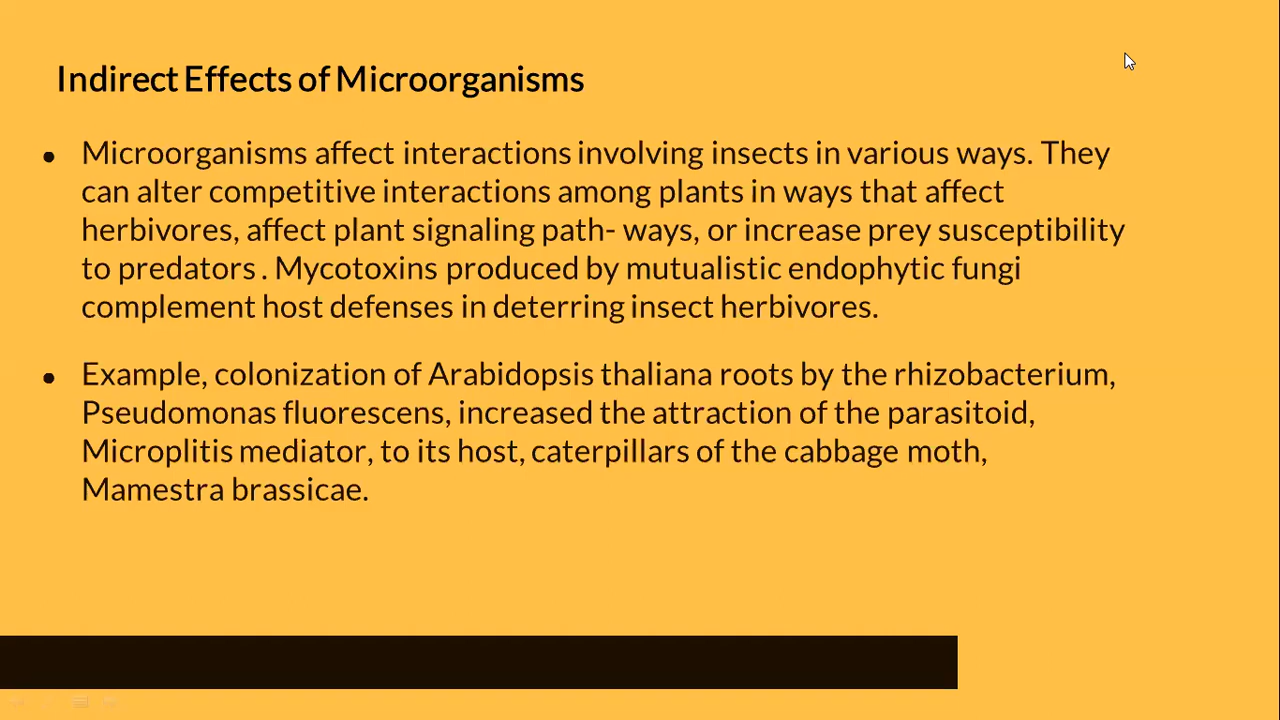 Indirect Effects of Microorganisms
• Microorganisms affect interactions involving insects in various ways. They
can alter competitive interactions among plants in ways that affect
herbivores, affect plant signaling path- ways, or increase prey susceptibility
to predators . Mycotoxins produced by mutualistic endophytic fungi
complement host defenses in deterring insect herbivores.
• Example, colonization of Arabidopsis thaliana roots by the rhizobacterium,
Pseudomonas fluorescens, increased the attraction of the parasitoid,
Microplitis mediator, to its host, caterpillars of the cabbage moth,
Mamestra brassicae.